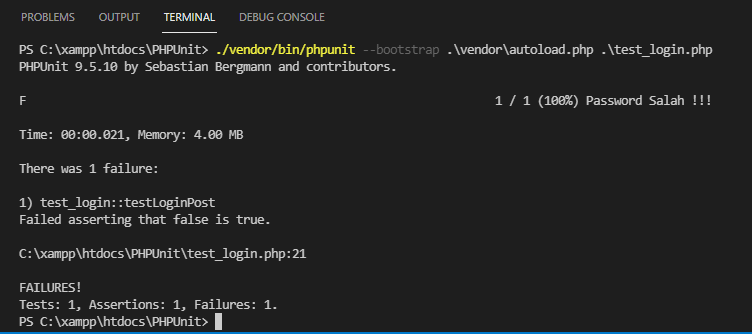 PROBLEMS OUTPUT TERMINAL DEBUG CONSOLE
PS C:\xampp\htdocs\PHPUnit> ./vendor/bin/phpunit --bootstrap .\vendor\autoload.php .\test_login.php
PHPUnit 9.5.10 by Sebastian Bergmann and contributors.
F 1 / 1 (100%) Password Salah !!!
Time: 00:00.021, Memory: 4.00 MB
There was 1 failure:
1) test_login::testLoginPost
Failed asserting that false is true.
C:\xampp\htdocs\PHPUnit\test_login.php:21
FAILURES!
Tests: 1, Assertions: 1, Failures: 1.
PS C:\xampp\htdocs\PHPUnit>